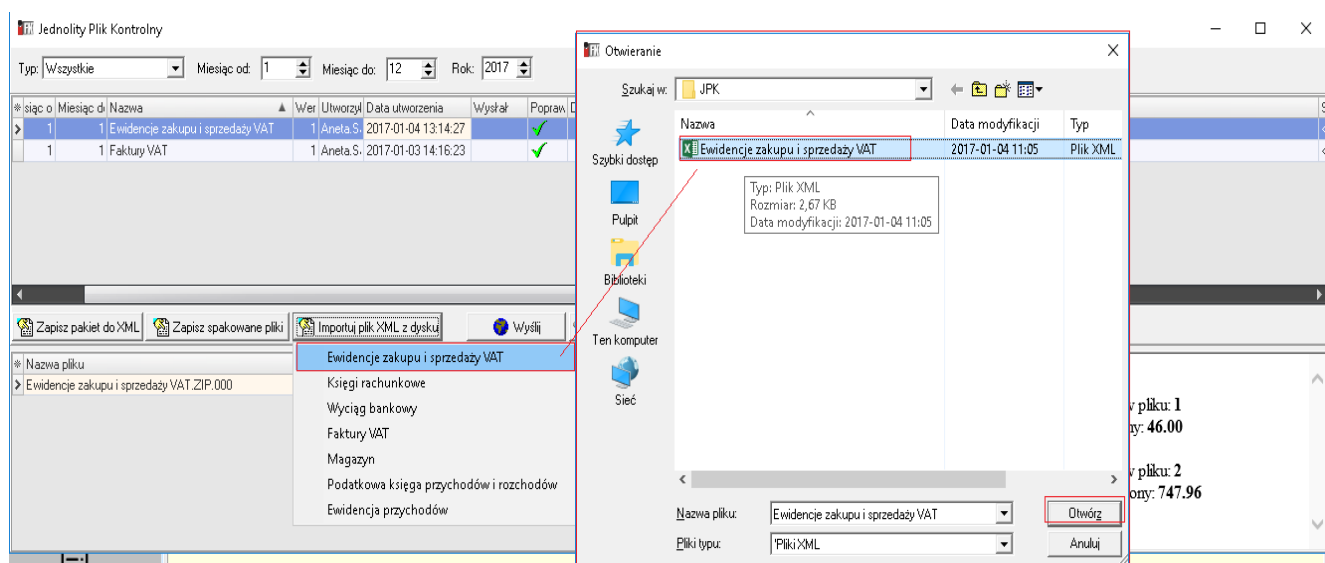 Jednolity Plik Kontrolny
Typ: Wszystkie Miesiąc od: 1 Miesiąc do: 12 Rok: 2017
siąc o Miesiąc d Nazwa Wer Utworzył Data utworzenia Wysłał Popraw
1 1 Ewidencje zakupu i sprzedaży VAT 1 Aneta.S. 2017-01-04 13:14:27
1 1 Faktury VAT 1 Aneta.S. 2017-01-03 14:16:23
Zapisz pakiet do XML Zapisz spakowane pliki Importuj plik XML z dysku Wyślij
Ewidencje zakupu i sprzedaży VAT
Księgi rachunkowe
Wyciąg bankowy
Faktury VAT
Magazyn
Podatkowa księga przychodów i rozchodów
Ewidencja przychodów
Nazwa pliku
Ewidencje zakupu i sprzedaży VAT.ZIP.000
Otwieranie
Szukaj w: JPK
Szybki dostęp
Pulpit
Biblioteki
Ten komputer
Sieć
Nazwa Data modyfikacji Typ
Ewidencje zakupu i sprzedaży VAT 2017-01-04 11:05 Plik XML
Typ: Plik XML
Rozmiar: 2,67 KB
Data modyfikacji: 2017-01-04 11:05
Nazwa pliku: Ewidencje zakupu i sprzedaży VAT Otwórz
Pliki typu: 'Pliki XML Anuluj
pliku: 1
46.00
pliku: 2
747.96